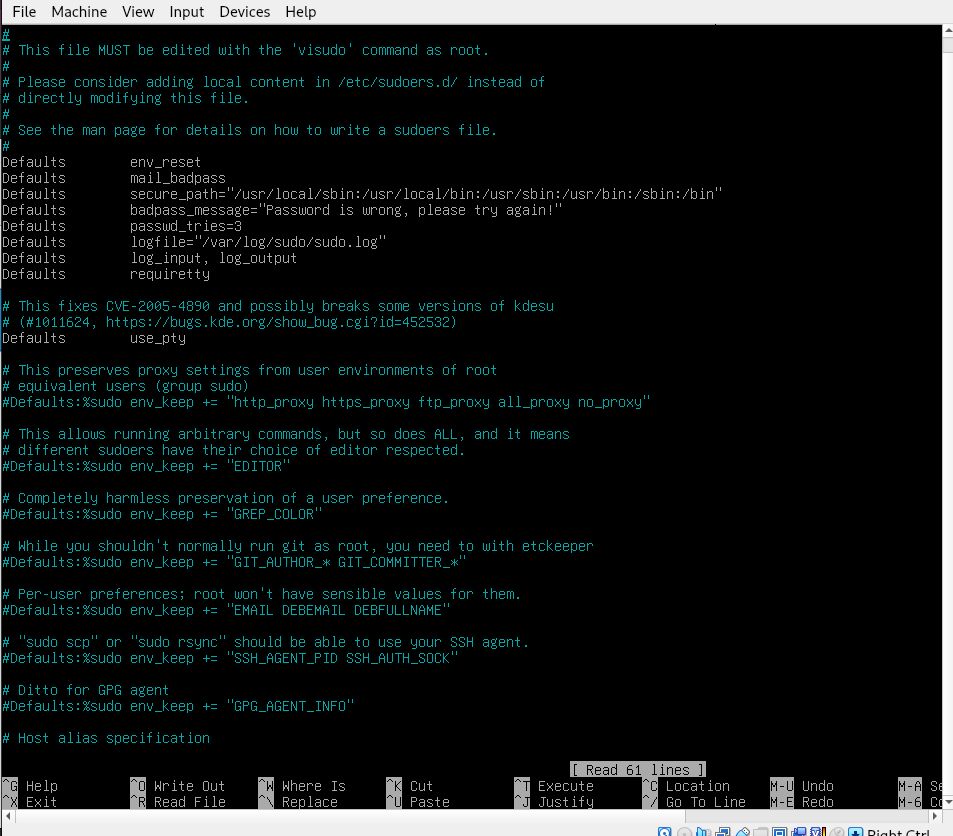 File Machine View Input Devices Help
#
# This file MUST be edited with the 'visudo' command as root.
#
# Please consider adding local content in /etc/sudoers.d/ instead of
# directly modifying this file.
#
# See the man page for details on how to write a sudoers file.
#
Defaults env_reset
Defaults mail_badpass
Defaults secure_path="/usr/local/sbin:/usr/local/bin:/usr/sbin:/usr/bin:/sbin:/bin"
Defaults badpass_message="Password is wrong, please try again!"
Defaults passwd_tries=3
Defaults logfile="/var/log/sudo/sudo.log"
Defaults log_input, log_output
Defaults requiretty
# This fixes CVE-2005-4890 and possibly breaks some versions of kdesu
# (#1011624, https://bugs.kde.org/show_bug.cgi?id=452532)
Defaults use_pty
# This preserves proxy settings from user environments of root
# equivalent users (group sudo)
#Defaults:%sudo env_keep += "http_proxy https_proxy ftp_proxy all_proxy no_proxy"
# This allows running arbitrary commands, but so does ALL, and it means
# different sudoers have their choice of editor respected.
#Defaults:%sudo env_keep += "EDITOR"
# Completely harmless preservation of a user preference.
#Defaults:%sudo env_keep += "GREP_COLOR"
# While you shouldn't normally run git as root, you need to with etckeeper
#Defaults:%sudo env_keep += "GIT_AUTHOR_* GIT_COMMITTER_*"
# Per-user preferences; root won't have sensible values for them.
#Defaults:%sudo env_keep += "EMAIL DEBEMAIL DEBFULLNAME"
# "sudo scp" or "sudo rsync" should be able to use your SSH agent.
#Defaults:%sudo env_keep += "SSH_AGENT_PID SSH_AUTH_SOCK"
# Ditto for GPG agent
#Defaults:%sudo env_keep += "GPG_AGENT_INFO"
# Host alias specification
[ Read 61 lines ]
^G Help ^O Write Out ^W Where Is ^K Cut ^T Execute ^C Location M-U Undo M-A Se
^X Exit ^R Read File ^\ Replace ^U Paste ^J Justify ^/ Go To Line M-E Redo M-6 Co
Right Ctrl